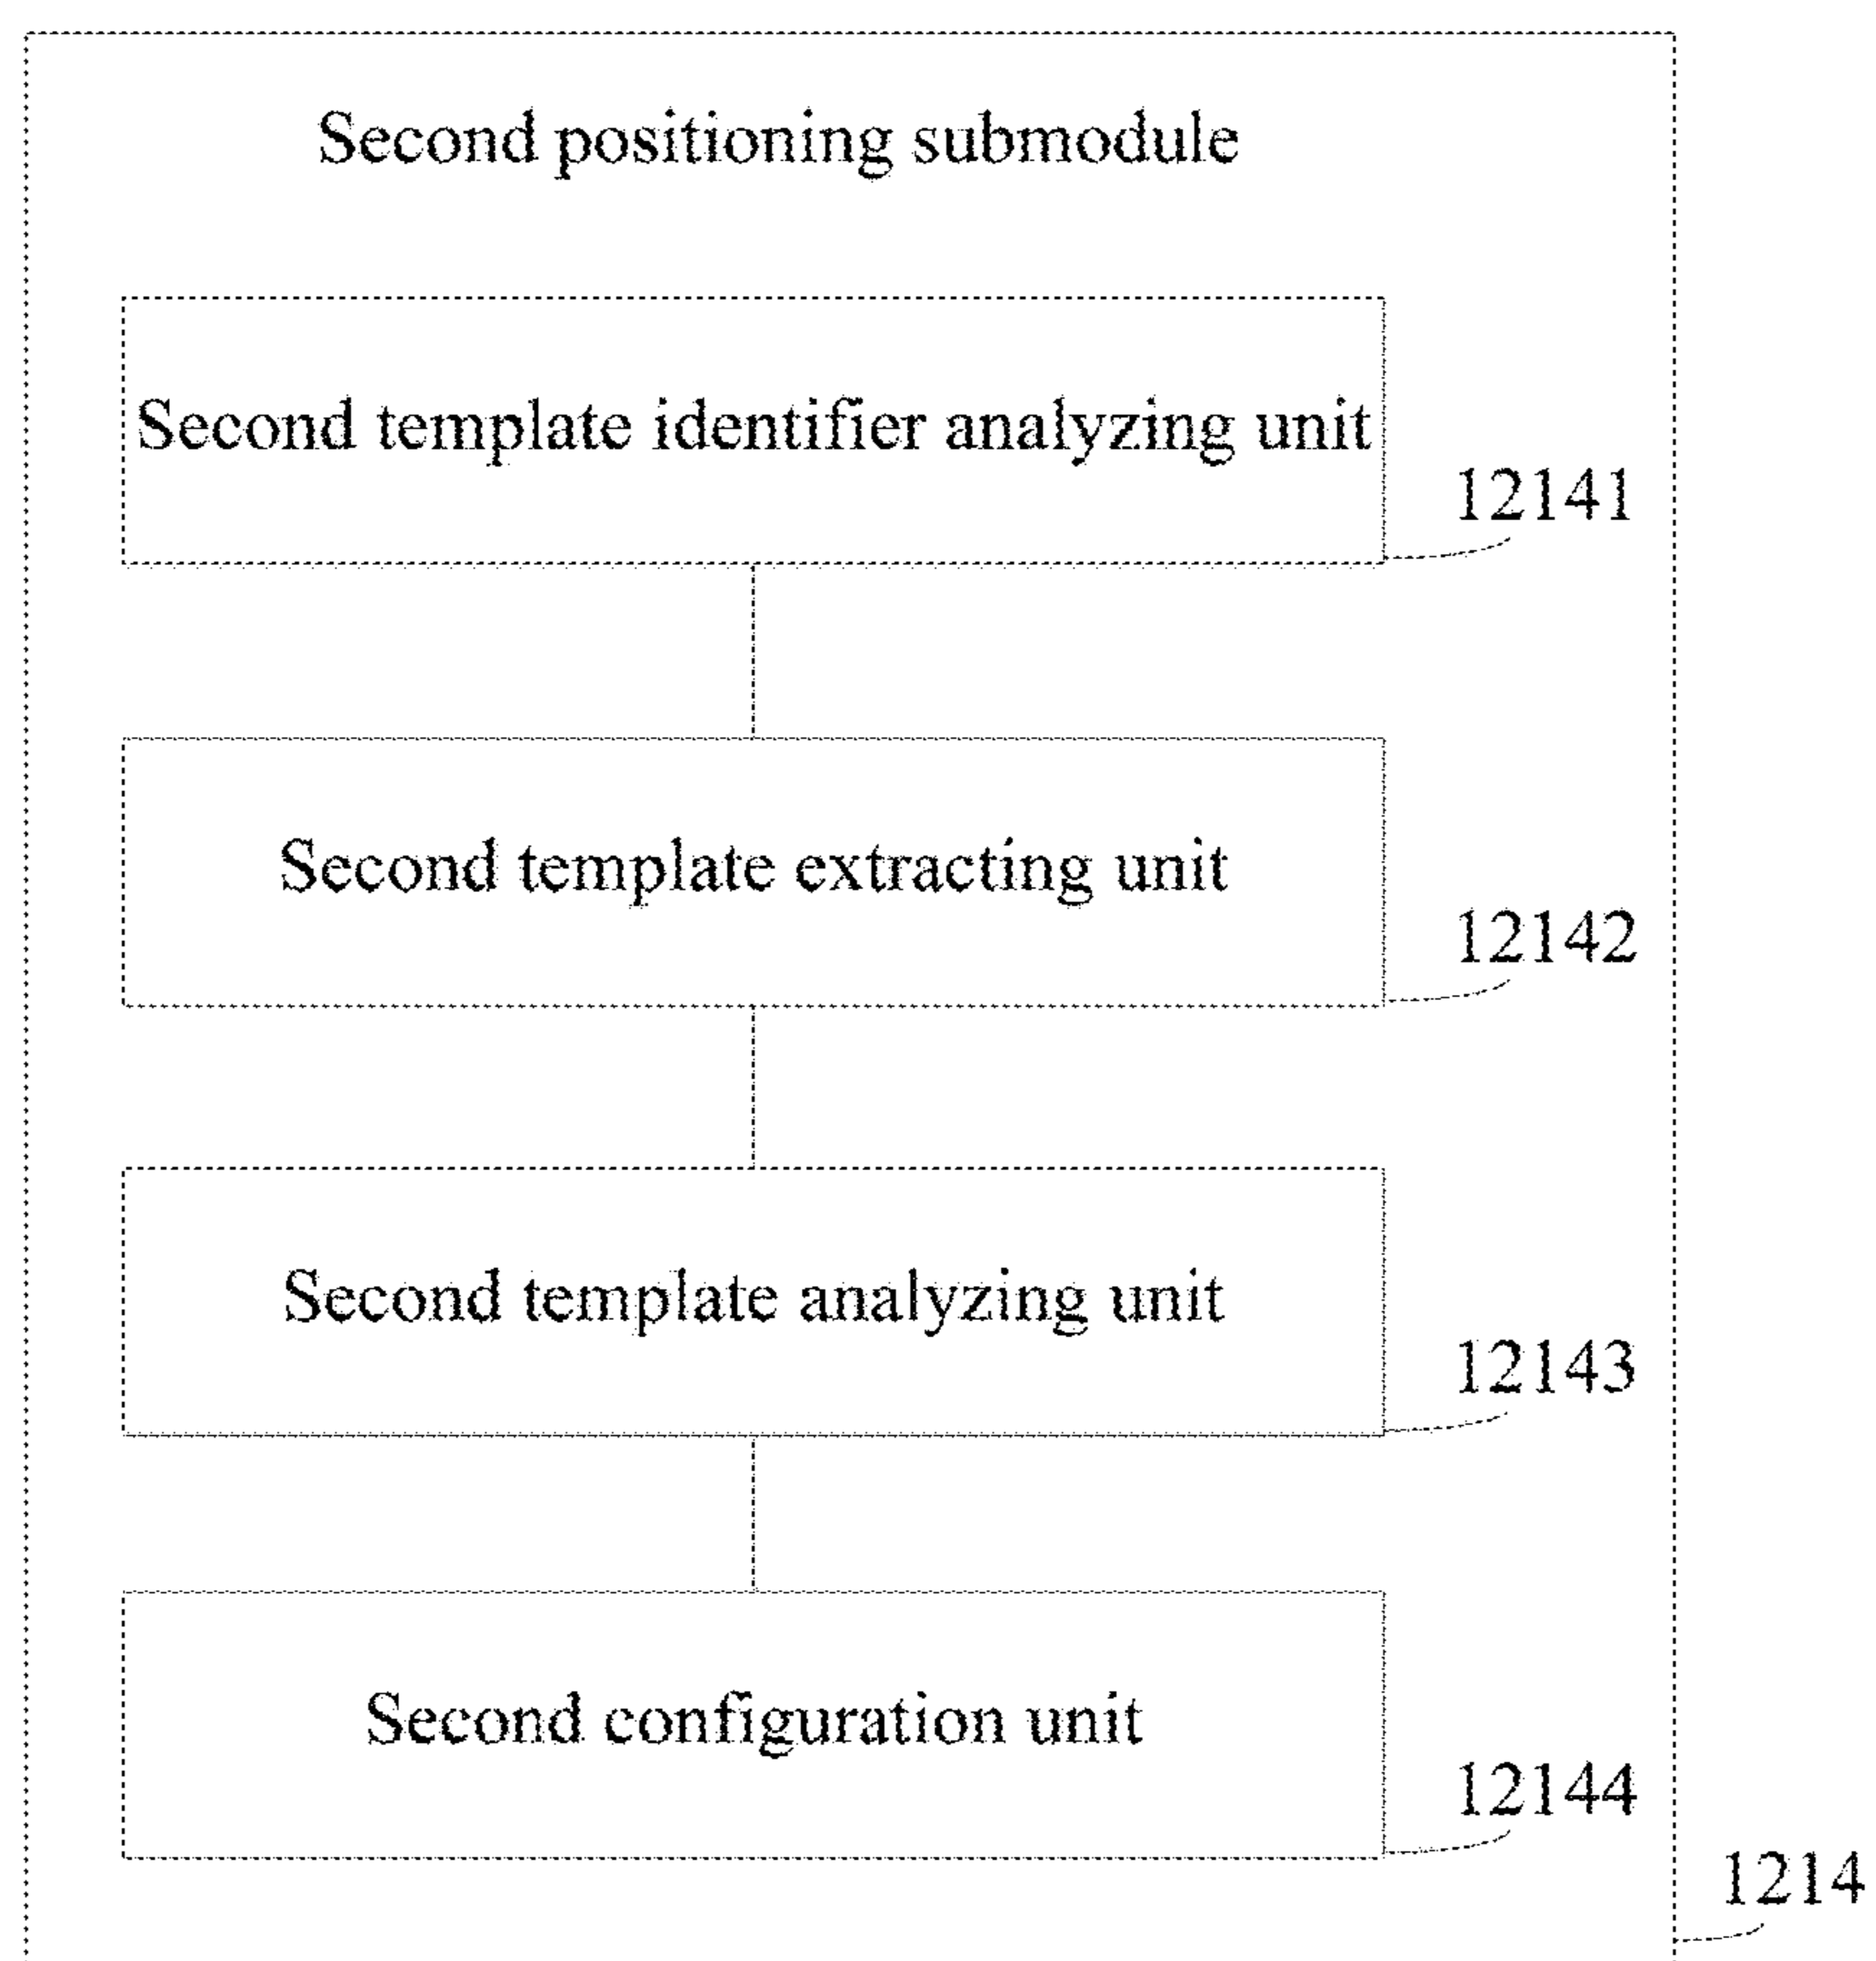 Second positioning submodule
Second template identifier analyzing unit
12141
Second template extracting unit
12142
Second template analyzing unit
12143
Second configuration unit
12144
1214